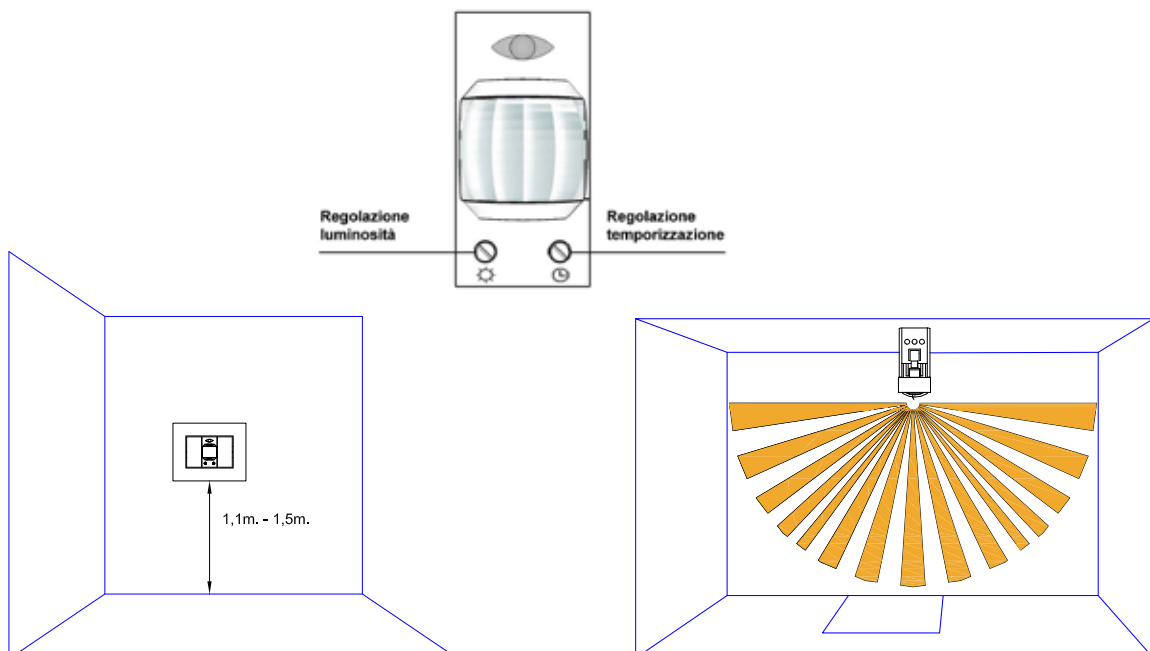 Regolazione
luminosità
Regolazione
temporizzazione
1,1m. - 1,5m.